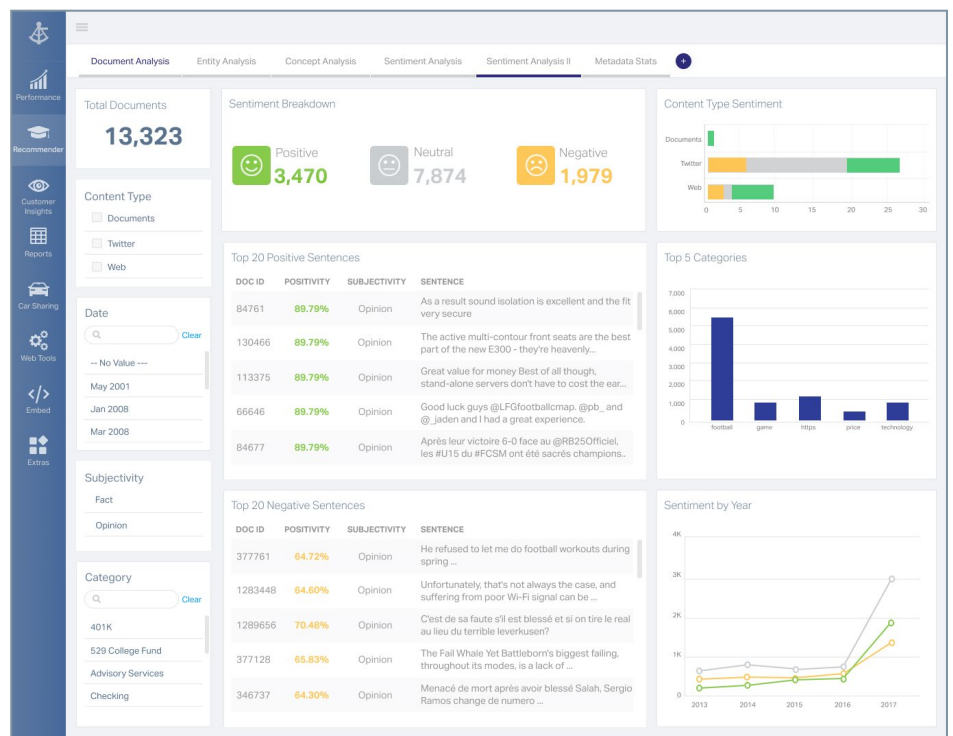 Document Analysis
Entity Analysis
Concept Analysis
Sentiment Analysis
Sentiment Analysis II
Metadata Stats
+
Performance
Recommender
Customer
Insights
Reports
Car Sharing
Web Tools
</>
Embed
Extras
Total Documents
13,323
Content Type
Documents
Twitter
Web
Date
Clear
-- No Value ---
May 2001
Jan 2008
Mar 2008
Subjectivity
Fact
Opinion
Category
Clear
401K
529 College Fund
Advisory Services
Checking
Sentiment Breakdown
Positive
3,470
Neutral
7,874
Negative
1,979
Top 20 Positive Sentences
DOC ID POSITIVITY SUBJECTIVITY SENTENCE
84761 89.79% Opinion As a result sound isolation is excellent and the fit
very secure
130466 89.79% Opinion The active multi-contour front seats are the best
part of the new E300 - they're heavenly...
113375 89.79% Opinion Great value for money Best of all though,
stand-alone servers don't have to cost the ear...
66646 89.79% Opinion Good luck guys @LFGfootballcmap. @pb_ and
@_jaden and I had a great experience.
84677 89.79% Opinion Après leur victoire 6-0 face au @RB25Officiel,
les #U15 du #FCSM ont été sacrés champions..
Top 20 Negative Sentences
DOC ID POSITIVITY SUBJECTIVITY SENTENCE
377761 64.72% Opinion He refused to let me do football workouts during
spring ...
1283448 64.60% Opinion Unfortunately, that's not always the case, and
suffering from poor Wi-Fi signal can be ...
1289656 70.48% Opinion C'est de sa faute s'il est blessé et si on tire le real
au lieu du terrible leverkusen?
377128 65.83% Opinion The Fail Whale Yet Battleborn's biggest failing,
throughout its modes, is a lack of ...
346737 64.30% Opinion Menacé de mort après avoir blessé Salah, Sergio
Ramos change de numero ...
Content Type Sentiment
Documents
Twitter
Web
0 5 10 15 20 25 30
Top 5 Categories
7,000
6,000
5,000
4,000
3,000
2,000
1,000
0
football game https price technology
Sentiment by Year
4K
3K
2K
1K
0
2013 2014 2015 2016 2017